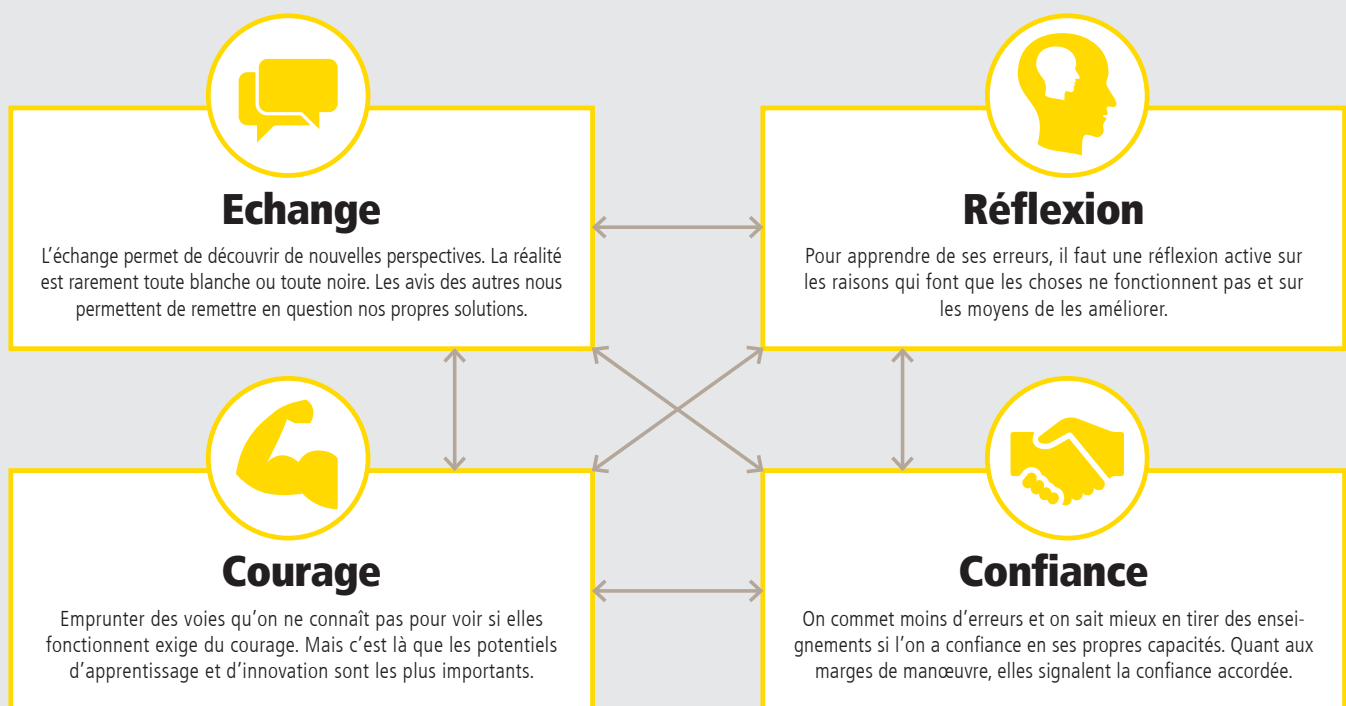 Echange
L’échange permet de découvrir de nouvelles perspectives. La réalité
est rarement toute blanche ou toute noire. Les avis des autres nous
permettent de remettre en question nos propres solutions.
Réflexion
Pour apprendre de ses erreurs, il faut une réflexion active sur
les raisons qui font que les choses ne fonctionnent pas et sur
les moyens de les améliorer.
Courage
Emprunter des voies qu’on ne connaît pas pour voir si elles
fonctionnent exige du courage. Mais c’est là que les potentiels
d’apprentissage et d’innovation sont les plus importants.
Confiance
On commet moins d’erreurs et on sait mieux en tirer des ensei-
gnements si l’on a confiance en ses propres capacités. Quant aux
marges de manœuvre, elles signalent la confiance accordée.